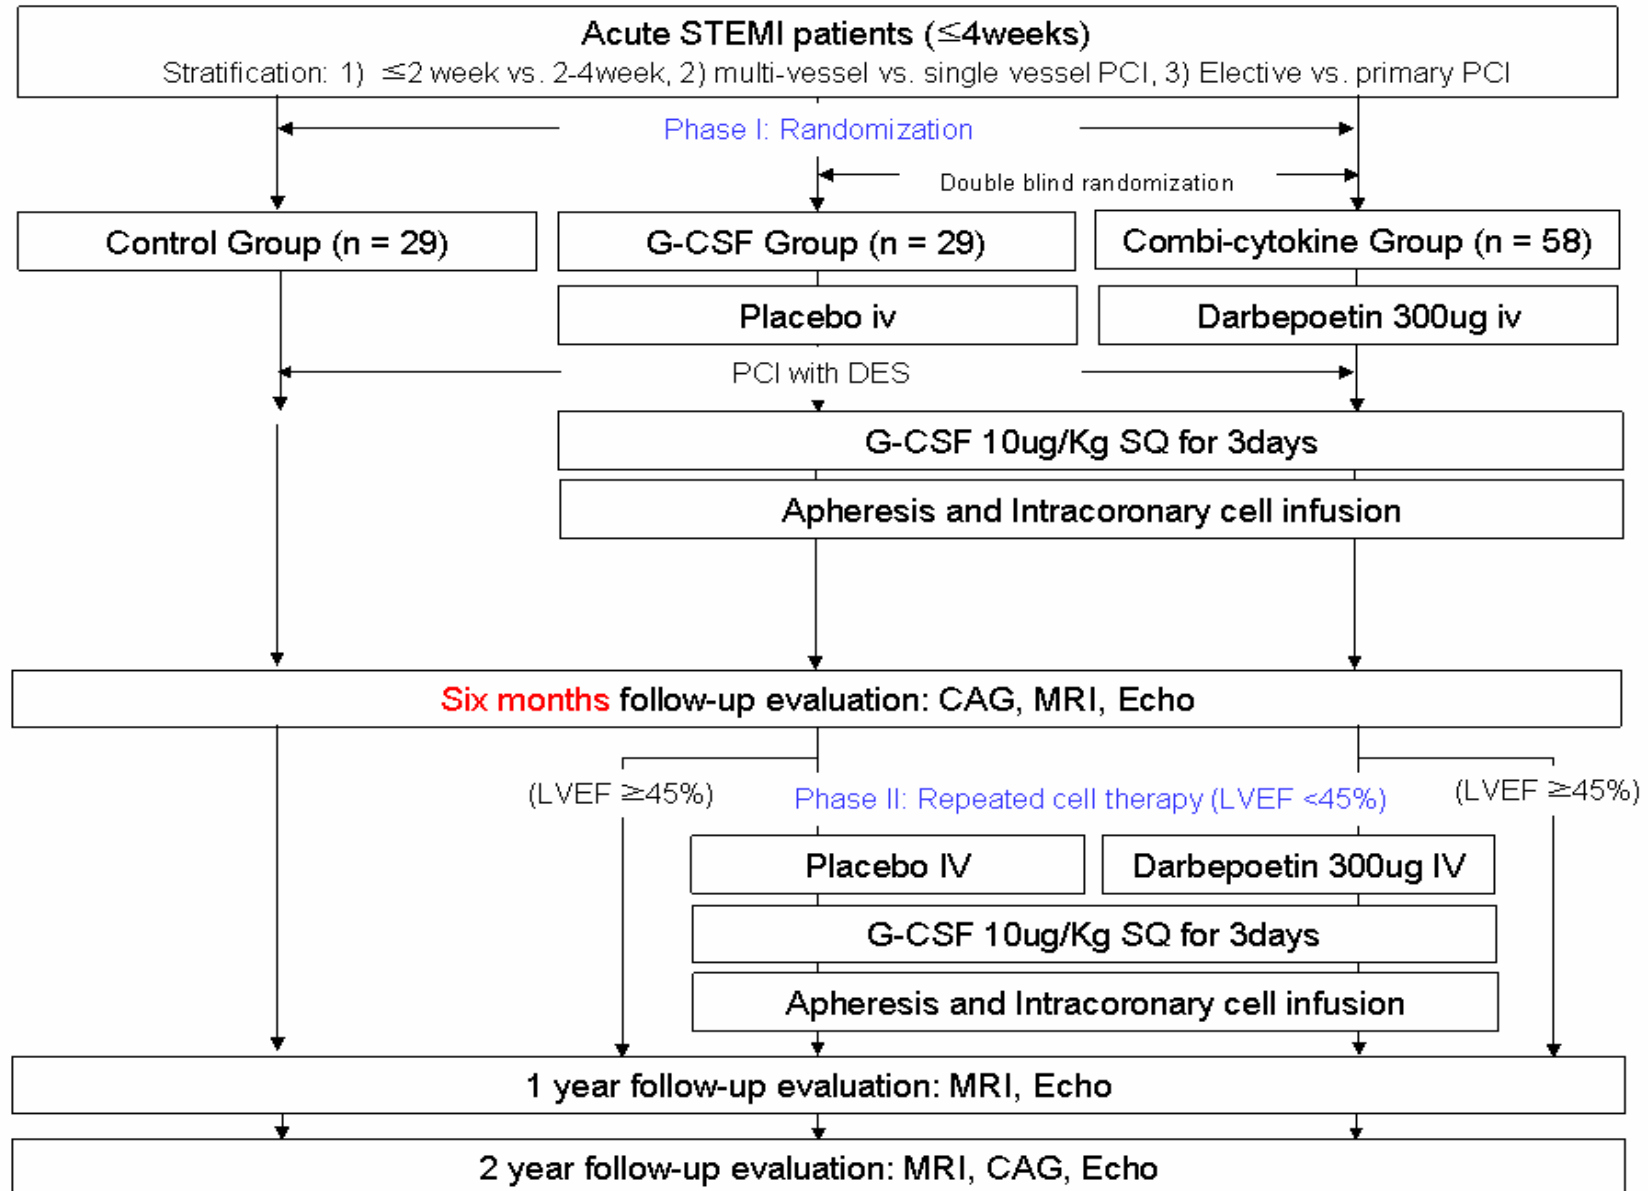 Acute STEMI patients (≤4weeks)
Stratification: 1) ≤2 week vs. 2-4week, 2) multi-vessel vs. single vessel PCI, 3) Elective vs. primary PCI
Phase I: Randomization
Double blind randomization
Control Group (n = 29)
G-CSF Group (n = 29)
Combi-cytokine Group (n = 58)
Placebo iv
Darbepoetin 300ug iv
PCI with DES
G-CSF 10ug/Kg SQ for 3days
Apheresis and Intracoronary cell infusion
Six months follow-up evaluation: CAG, MRI, Echo
(LVEF ≥45%)
Phase II: Repeated cell therapy (LVEF <45%)
(LVEF ≥45%)
Placebo IV
Darbepoetin 300ug IV
G-CSF 10ug/Kg SQ for 3days
Apheresis and Intracoronary cell infusion
1 year follow-up evaluation: MRI, Echo
2 year follow-up evaluation: MRI, CAG, Echo